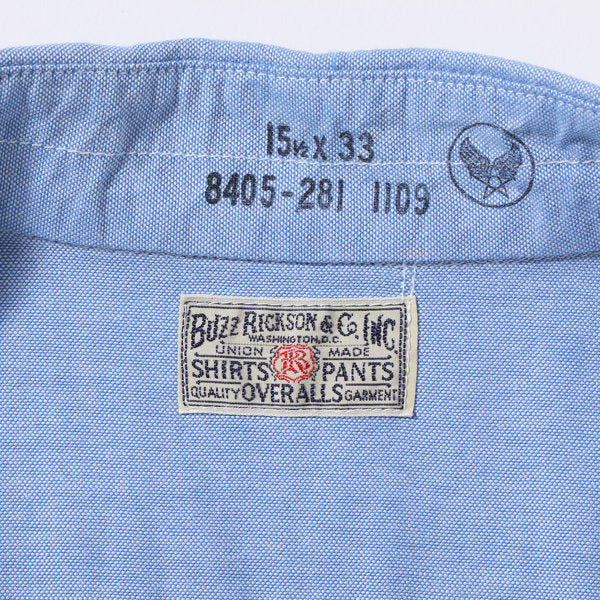 15½ X 33
8405-281 1109
BUZZ RICKSON & CO. INC
WASHINGTON, D.C.
UNION MADE
R
SHIRTS PANTS
QUALITY OVERALLS GARMENT